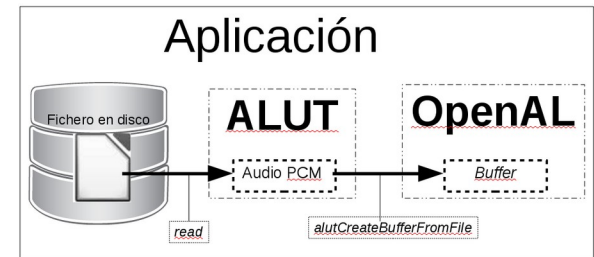 Aplicación
Fichero en disco
ALUT
OpenAL
Audio PCM
Buffer
read
alutCreateBufferFromFile